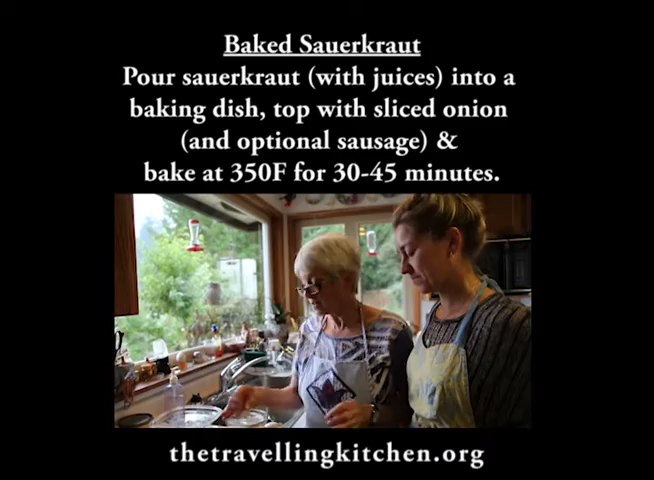 Baked Sauerkraut
Pour sauerkraut (with juices) into a
baking dish, top with sliced onion
(and optional sausage) &
bake at 350F for 30-45 minutes.
thetravellingkitchen.org